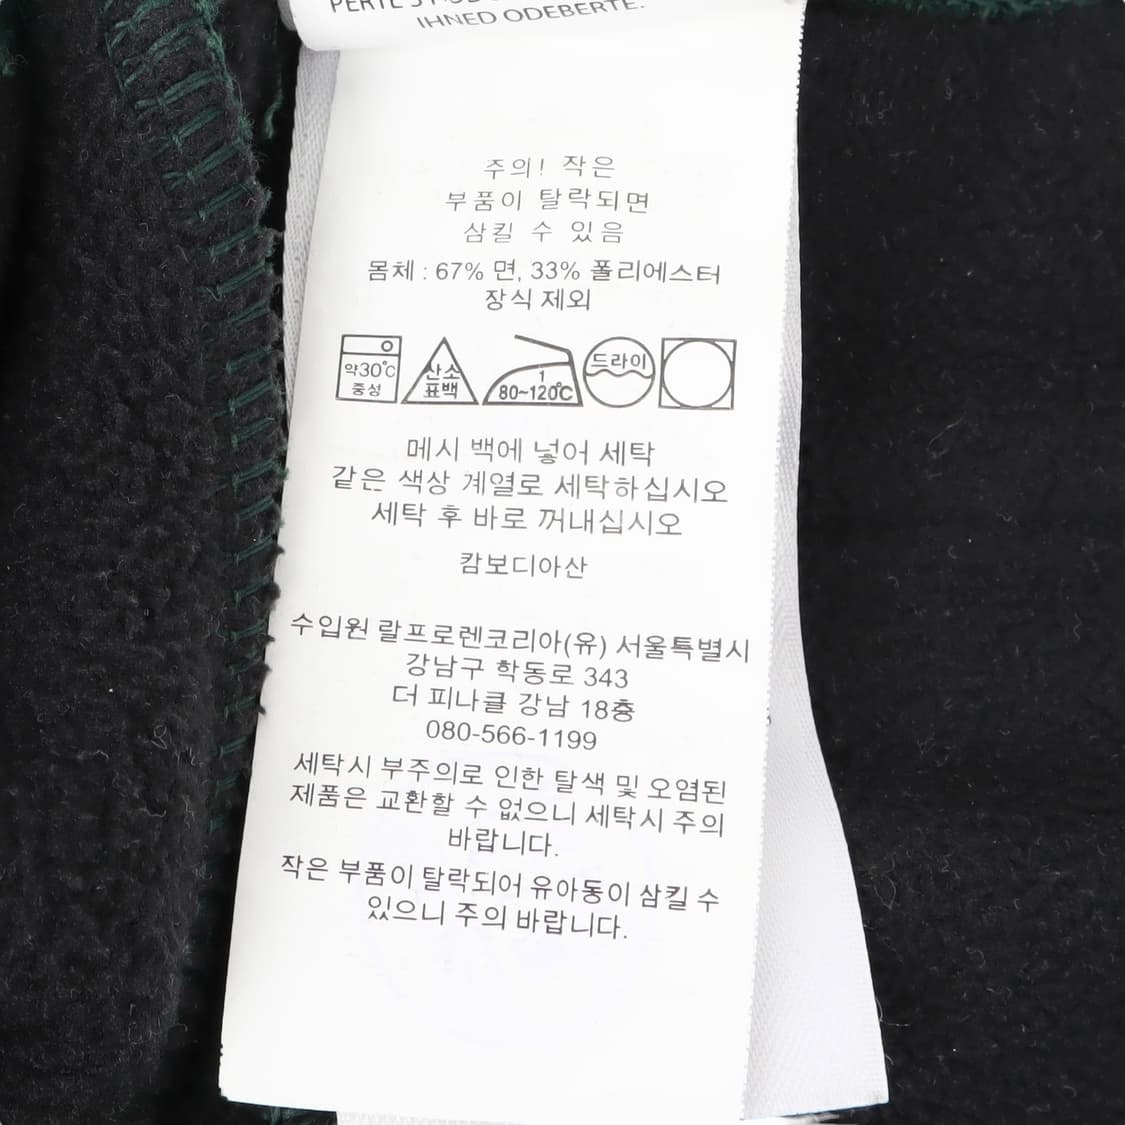 IHNED ODEBERTE.
주의! 작은
부품이 탈락되면
삼킬 수 있음
몸체 : 67% 면, 33% 폴리에스터
장식 제외
약30℃
중성
산소
표백
1
80~120℃
드라이
메시 백에 넣어 세탁
같은 색상 계열로 세탁하십시오
세탁 후 바로 꺼내십시오
캄보디아산
수입원 랄프로렌코리아(유) 서울특별시
강남구 학동로 343
더 피나클 강남 18층
080-566-1199
세탁시 부주의로 인한 탈색 및 오염된
제품은 교환할 수 없으니 세탁시 주의
바랍니다.
작은 부품이 탈락되어 유아동이 삼킬 수
있으니 주의 바랍니다.